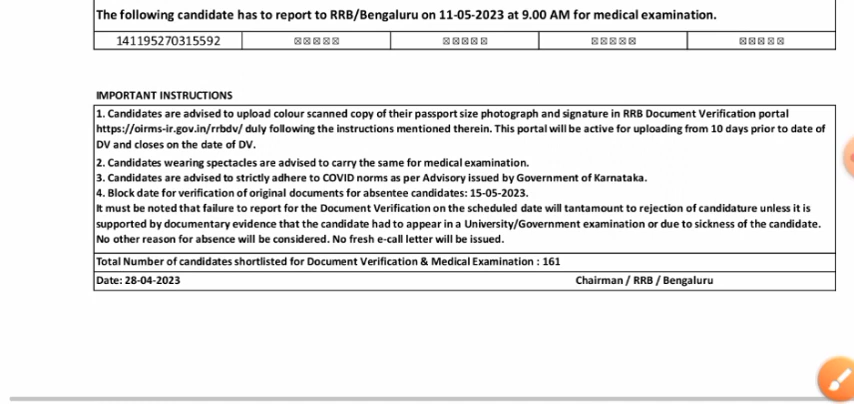 The following candidate has to report to RRB/Bengaluru on 11-05-2023 at 9.00 AM for medical examination.
141195270315592 ☒☒☒☒☒ ☒☒☒☒☒ ☒☒☒☒☒ ☒☒☒☒☒
IMPORTANT INSTRUCTIONS
1. Candidates are advised to upload colour scanned copy of their passport size photograph and signature in RRB Document Verification portal
https://oirms-ir.gov.in/rrbdv/ duly following the instructions mentioned therein. This portal will be active for uploading from 10 days prior to date of
DV and closes on the date of DV.
2. Candidates wearing spectacles are advised to carry the same for medical examination.
3. Candidates are advised to strictly adhere to COVID norms as per Advisory issued by Government of Karnataka.
4. Block date for verification of original documents for absentee candidates: 15-05-2023.
It must be noted that failure to report for the Document Verification on the scheduled date will tantamount to rejection of candidature unless it is
supported by documentary evidence that the candidate had to appear in a University/Government examination or due to sickness of the candidate.
No other reason for absence will be considered. No fresh e-call letter will be issued.
Total Number of candidates shortlisted for Document Verification & Medical Examination : 161
Date: 28-04-2023 Chairman / RRB / Bengaluru